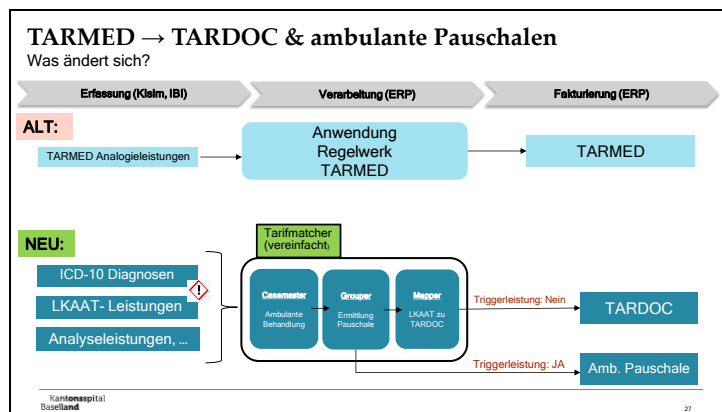 TARMED → TARDOC & ambulante Pauschalen
Was ändert sich?
Erfassung (KIsIm, IBI)
Verarbeitung (ERP)
Fakturierung (ERP)
ALT:
TARMED Analogieleistungen
Anwendung
Regelwerk
TARMED
TARMED
NEU:
Tarifmatcher
(vereinfacht)
ICD-10 Diagnosen
!
LKAAT- Leistungen
Analyseleistungen, ...
Casemaster
Ambulante
Behandlung
Grouper
Ermittlung
Pauschale
Mapper
LKAAT zu
TARDOC
Triggerleistung: Nein
TARDOC
Triggerleistung: JA
Amb. Pauschale
Kantonsspital
Baselland
27